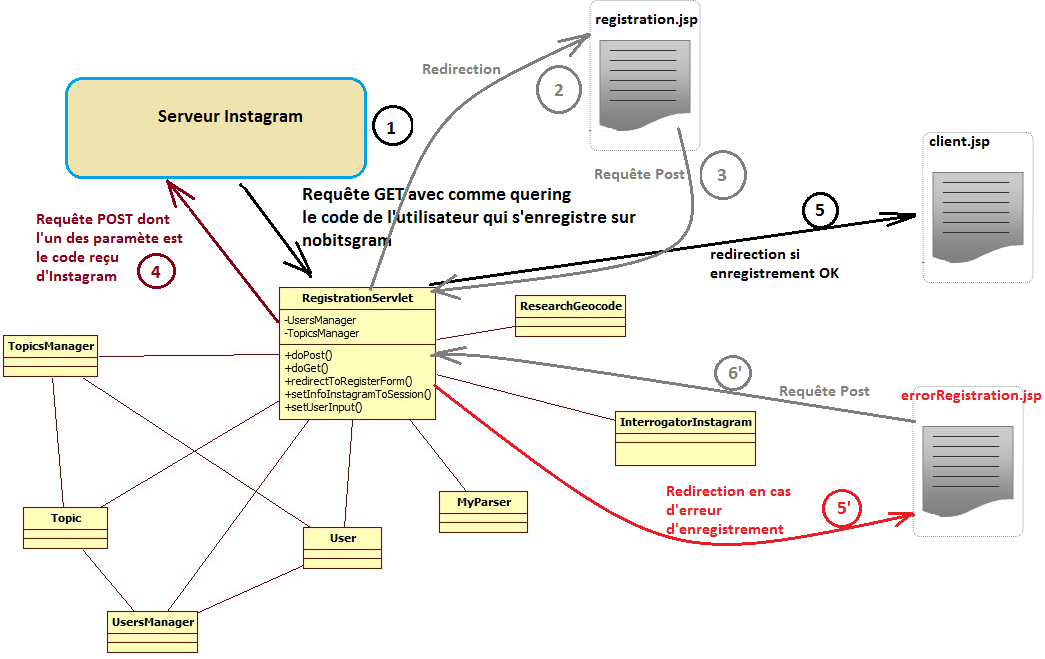 registration.jsp
Redirection
2
Serveur Instagram
1
client.jsp
Requête Post
3
Requête GET avec comme quering
le code de l'utilisateur qui s'enregistre sur
nobitsgram
5
Requête POST dont
l'un des paramète est
le code reçu
d'Instagram
4
redirection si
enregistrement OK
RegistrationServlet
-UsersManager
-TopicsManager
+doPost()
+doGet()
+redirectToRegisterForm()
+setInfoInstagramToSession()
+setUserInput()
ResearchGeocode
TopicsManager
6'
Requête Post
errorRegistration.jsp
InterrogatorInstagram
Redirection en cas
d'erreur
d'enregistrement
5'
MyParser
Topic
User
UsersManager